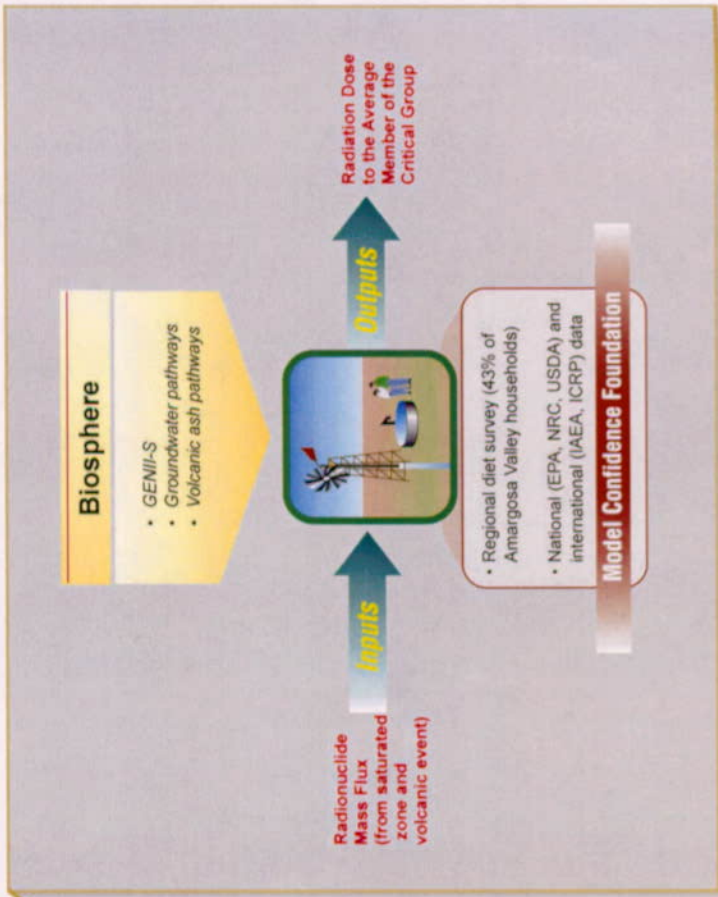 Biosphere
• GENII-S
• Groundwater pathways
• Volcanic ash pathways
Radionuclide
Mass Flux
(from saturated
zone and
volcanic event)
Inputs
Outputs
Radiation Dose
to the Average
Member of the
Critical Group
• Regional diet survey (43% of
Amargosa Valley households)
• National (EPA, NRC, USDA) and
international (IAEA, ICRP) data
Model Confidence Foundation